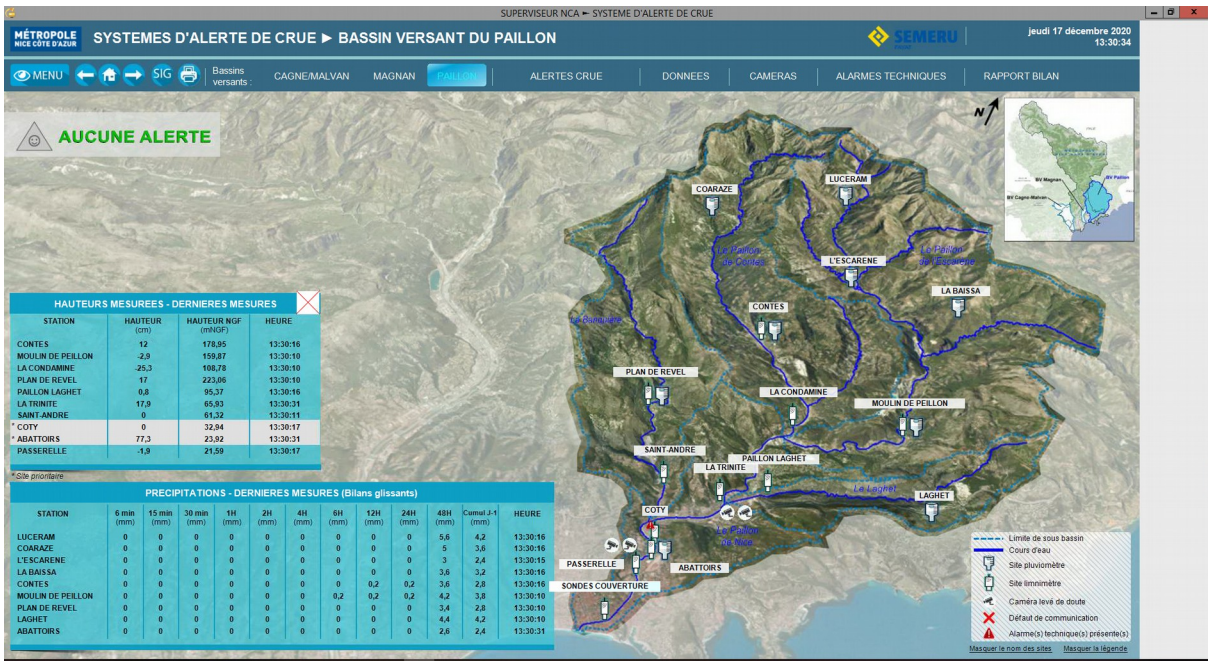 SUPERVISEUR NCA ► SYSTEME D'ALERTE DE CRUE
MÉTROPOLE
NICE CÔTE D'AZUR
SYSTEMES D'ALERTE DE CRUE ► BASSIN VERSANT DU PAILLON
SEMERU
jeudi 17 décembre 2020
13:30:34
MENU SIG Bassins versants : CAGNE/MALVAN MAGNAN PAILLON ALERTES CRUE DONNEES CAMERAS ALARMES TECHNIQUES RAPPORT BILAN
AUCUNE ALERTE
N
BV Magnan
BV Paillon
BV Cagne-Malvan
COARAZE
LUCERAM
Le Paillon
de Contes
Le Paillon
de l'Escarène
L'ESCARENE
LA BAISSA
CONTES
La Banquière
PLAN DE REVEL
LA CONDAMINE
MOULIN DE PEILLON
SAINT-ANDRE
PAILLON LAGHET
LA TRINITE
Le Laghet
LAGHET
COTY
Le Paillon
de Nice
PASSERELLE
ABATTOIRS
SONDES COUVERTURE
HAUTEURS MESUREES - DERNIERES MESURES
STATION HAUTEUR (cm) HAUTEUR NGF (mNGF) HEURE
CONTES 12 178,95 13:30:16
MOULIN DE PEILLON -2,9 159,87 13:30:10
LA CONDAMINE -25,3 108,78 13:30:10
PLAN DE REVEL 17 223,06 13:30:10
PAILLON LAGHET 0,8 95,37 13:30:16
LA TRINITE 17,9 65,93 13:30:31
SAINT-ANDRE 0 61,32 13:30:11
* COTY 0 32,94 13:30:17
* ABATTOIRS 77,3 23,92 13:30:31
PASSERELLE -1,9 21,59 13:30:17
* Site prioritaire
PRECIPITATIONS - DERNIERES MESURES (Bilans glissants)
STATION 6 min (mm) 15 min (mm) 30 min (mm) 1H (mm) 2H (mm) 4H (mm) 6H (mm) 12H (mm) 24H (mm) 48H (mm) Cumul J-1 (mm) HEURE
LUCERAM 0 0 0 0 0 0 0 0 0 5,6 4,2 13:30:16
COARAZE 0 0 0 0 0 0 0 0 0 5 3,6 13:30:16
L'ESCARENE 0 0 0 0 0 0 0 0 0 3 2,4 13:30:15
LA BAISSA 0 0 0 0 0 0 0 0 0 3,6 3,2 13:30:16
CONTES 0 0 0 0 0 0 0 0,2 0,2 3,6 2,8 13:30:16
MOULIN DE PEILLON 0 0 0 0 0 0 0,2 0,2 0,2 4,2 3,8 13:30:10
PLAN DE REVEL 0 0 0 0 0 0 0 0 0 3,4 2,8 13:30:10
LAGHET 0 0 0 0 0 0 0 0 0 4,4 4,2 13:30:10
ABATTOIRS 0 0 0 0 0 0 0 0 0 2,6 2,4 13:30:31
Limite de sous bassin
Cours d'eau
Site pluviomètre
Site limnimètre
Caméra levé de doute
Défaut de communication
Alarme(s) technique(s) présente(s)
Masquer le nom des sites Masquer la légende